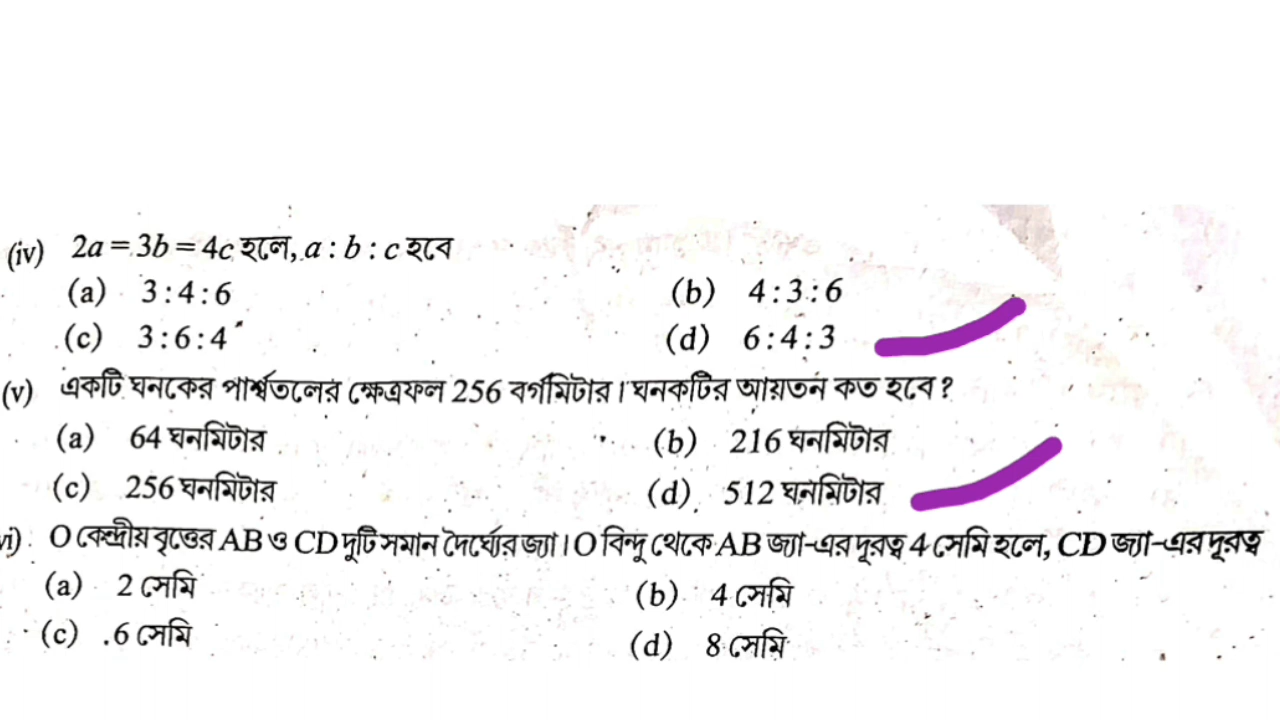 (iv) 2a = 3b = 4c হলে, a : b : c হবে
(a) 3 : 4 : 6 (b) 4 : 3 : 6
(c) 3 : 6 : 4 (d) 6 : 4 : 3
(v) একটি ঘনকের পার্শ্বতলের ক্ষেত্রফল 256 বর্গমিটার। ঘনকটির আয়তন কত হবে?
(a) 64 ঘনমিটার (b) 216 ঘনমিটার
(c) 256 ঘনমিটার (d) 512 ঘনমিটার
vi) O কেন্দ্রীয় বৃত্তের AB ও CD দুটি সমান দৈর্ঘ্যের জ্যা। O বিন্দু থেকে AB জ্যা-এর দূরত্ব 4 সেমি হলে, CD জ্যা-এর দূরত্ব
(a) 2 সেমি (b) 4 সেমি
(c) 6 সেমি (d) 8 সেমি